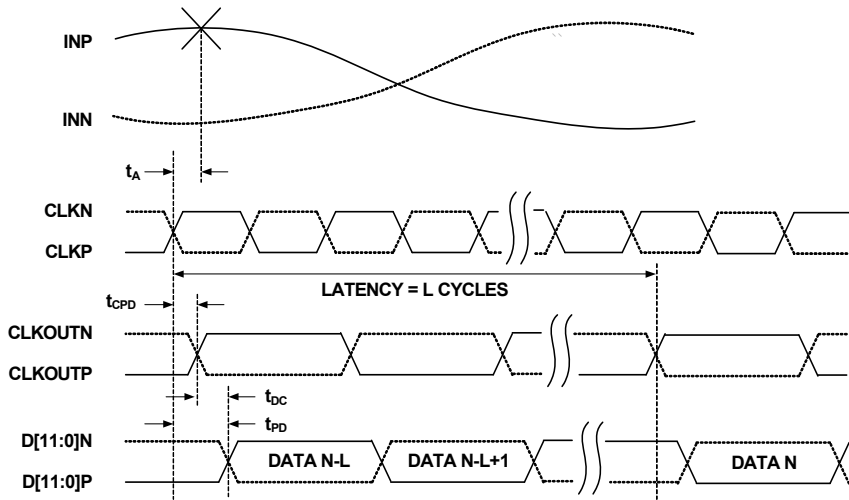 INP
INN
tA
CLKN
CLKP
LATENCY = L CYCLES
tCPD
CLKOUTN
CLKOUTP
tDC
tPD
D[11:0]N
D[11:0]P
DATA N-L
DATA N-L+1
DATA N